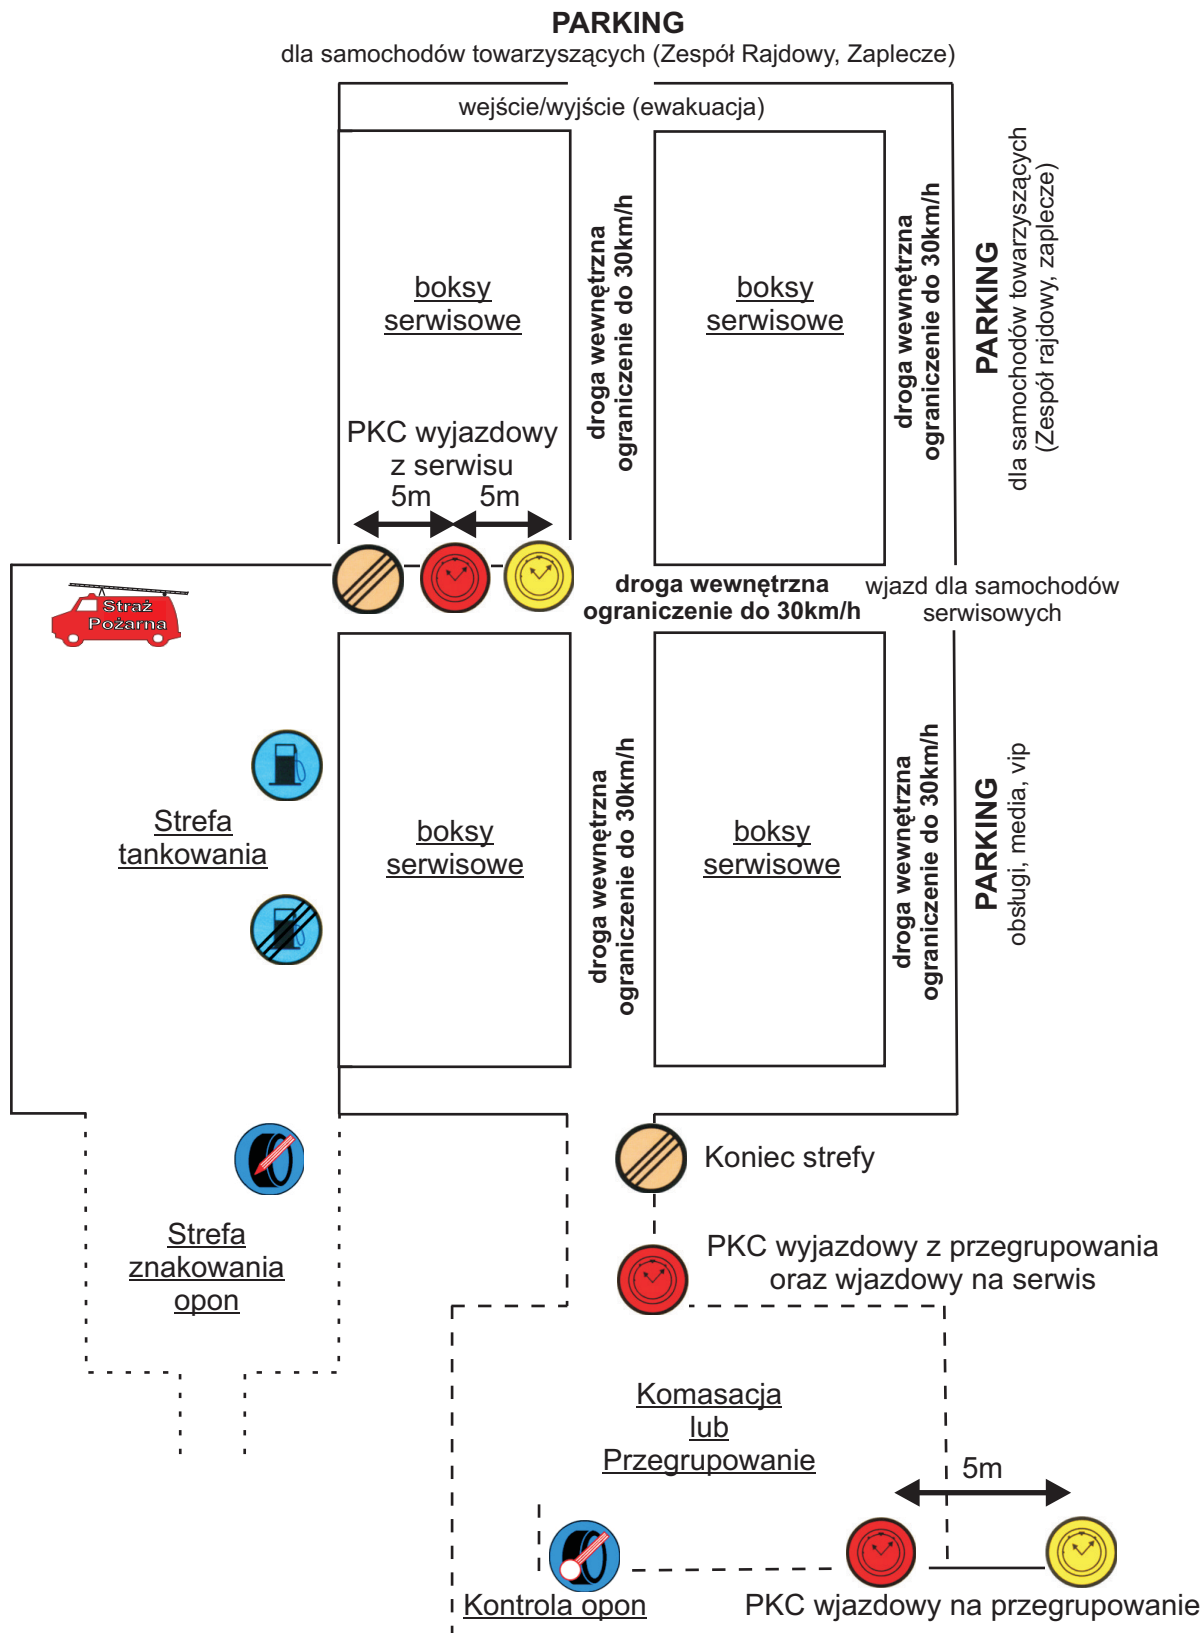 PARKING
dla samochodów towarzyszących (Zespół Rajdowy, Zaplecze)
wejście/wyjście (ewakuacja)
boksy
serwisowe
droga wewnętrzna
ograniczenie do 30km/h
boksy
serwisowe
droga wewnętrzna
ograniczenie do 30km/h
PARKING
dla samochodów towarzyszących
(Zespół rajdowy, zaplecze)
PKC wyjazdowy
z serwisu
5m
5m
Straż
Pożarna
droga wewnętrzna
ograniczenie do 30km/h
wjazd dla samochodów
serwisowych
Strefa
tankowania
boksy
serwisowe
droga wewnętrzna
ograniczenie do 30km/h
boksy
serwisowe
droga wewnętrzna
ograniczenie do 30km/h
PARKING
obsługi, media, vip
Koniec strefy
Strefa
znakowania
opon
PKC wyjazdowy z przegrupowania
oraz wjazdowy na serwis
Komasacja
lub
Przegrupowanie
5m
Kontrola opon
PKC wjazdowy na przegrupowanie